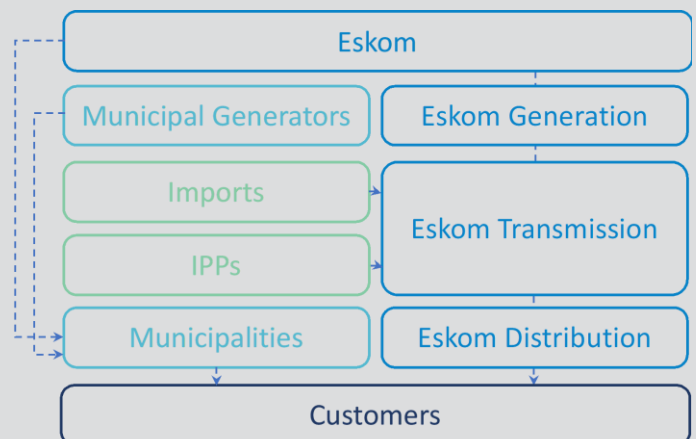 Eskom
Municipal Generators
Eskom Generation
Imports
Eskom Transmission
IPPs
Municipalities
Eskom Distribution
Customers